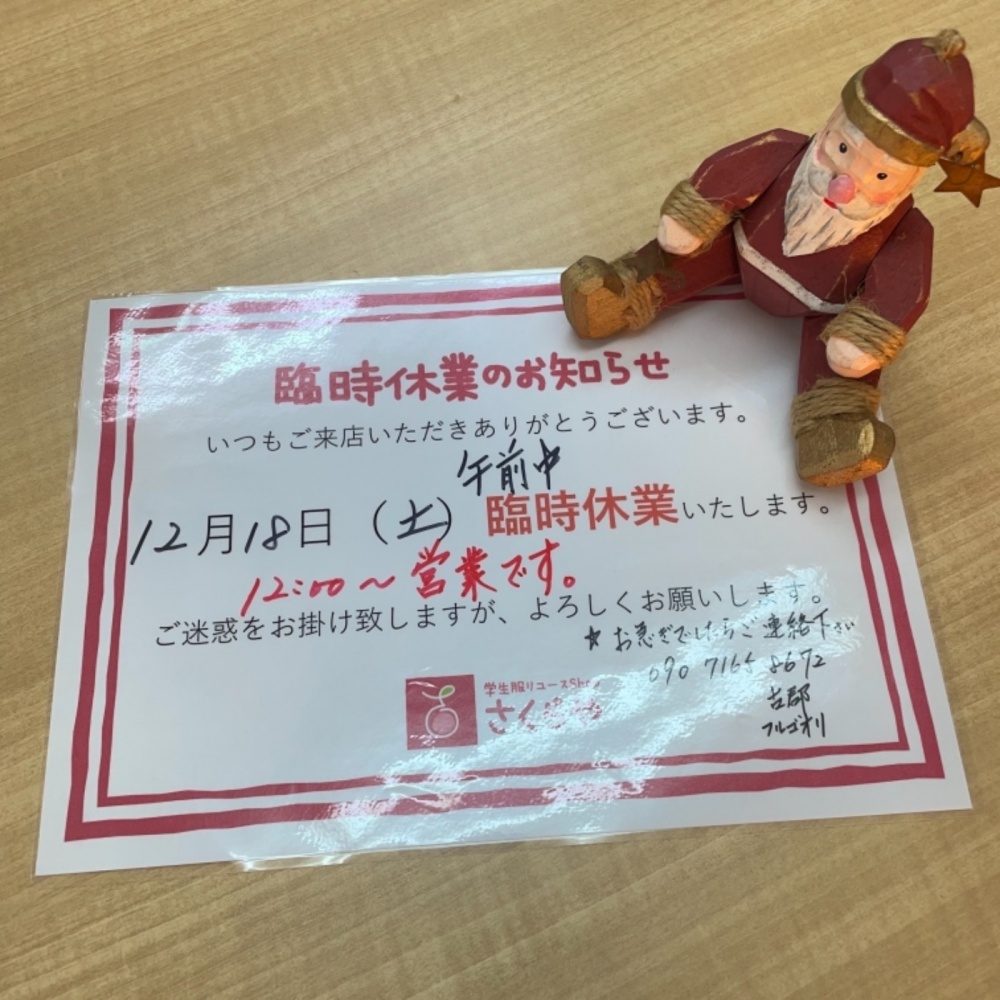 臨時休業のお知らせ
いつもご来店いただきありがとうございます。
午前中
12月18日（土）臨時休業いたします。
12:00～営業です。
ご迷惑をお掛け致しますが、よろしくお願いします。
★お急ぎでしたらご連絡下さい
090 7165 8672
古郡
フルゴオリ
学生服リユースShop
さくらや